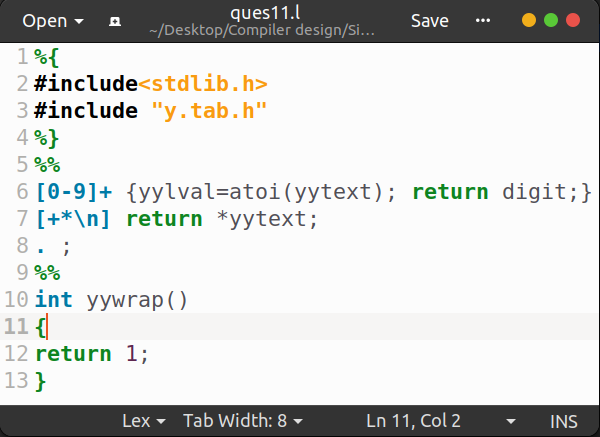 Open ques11.l Save
~/Desktop/Compiler design/Si...
1 %{
2 #include<stdlib.h>
3 #include "y.tab.h"
4 %}
5 %%
6 [0-9]+ {yylval=atoi(yytext); return digit;}
7 [+*\n] return *yytext;
8 . ;
9 %%
10 int yywrap()
11 {
12 return 1;
13 }
Lex Tab Width: 8 Ln 11, Col 2 INS